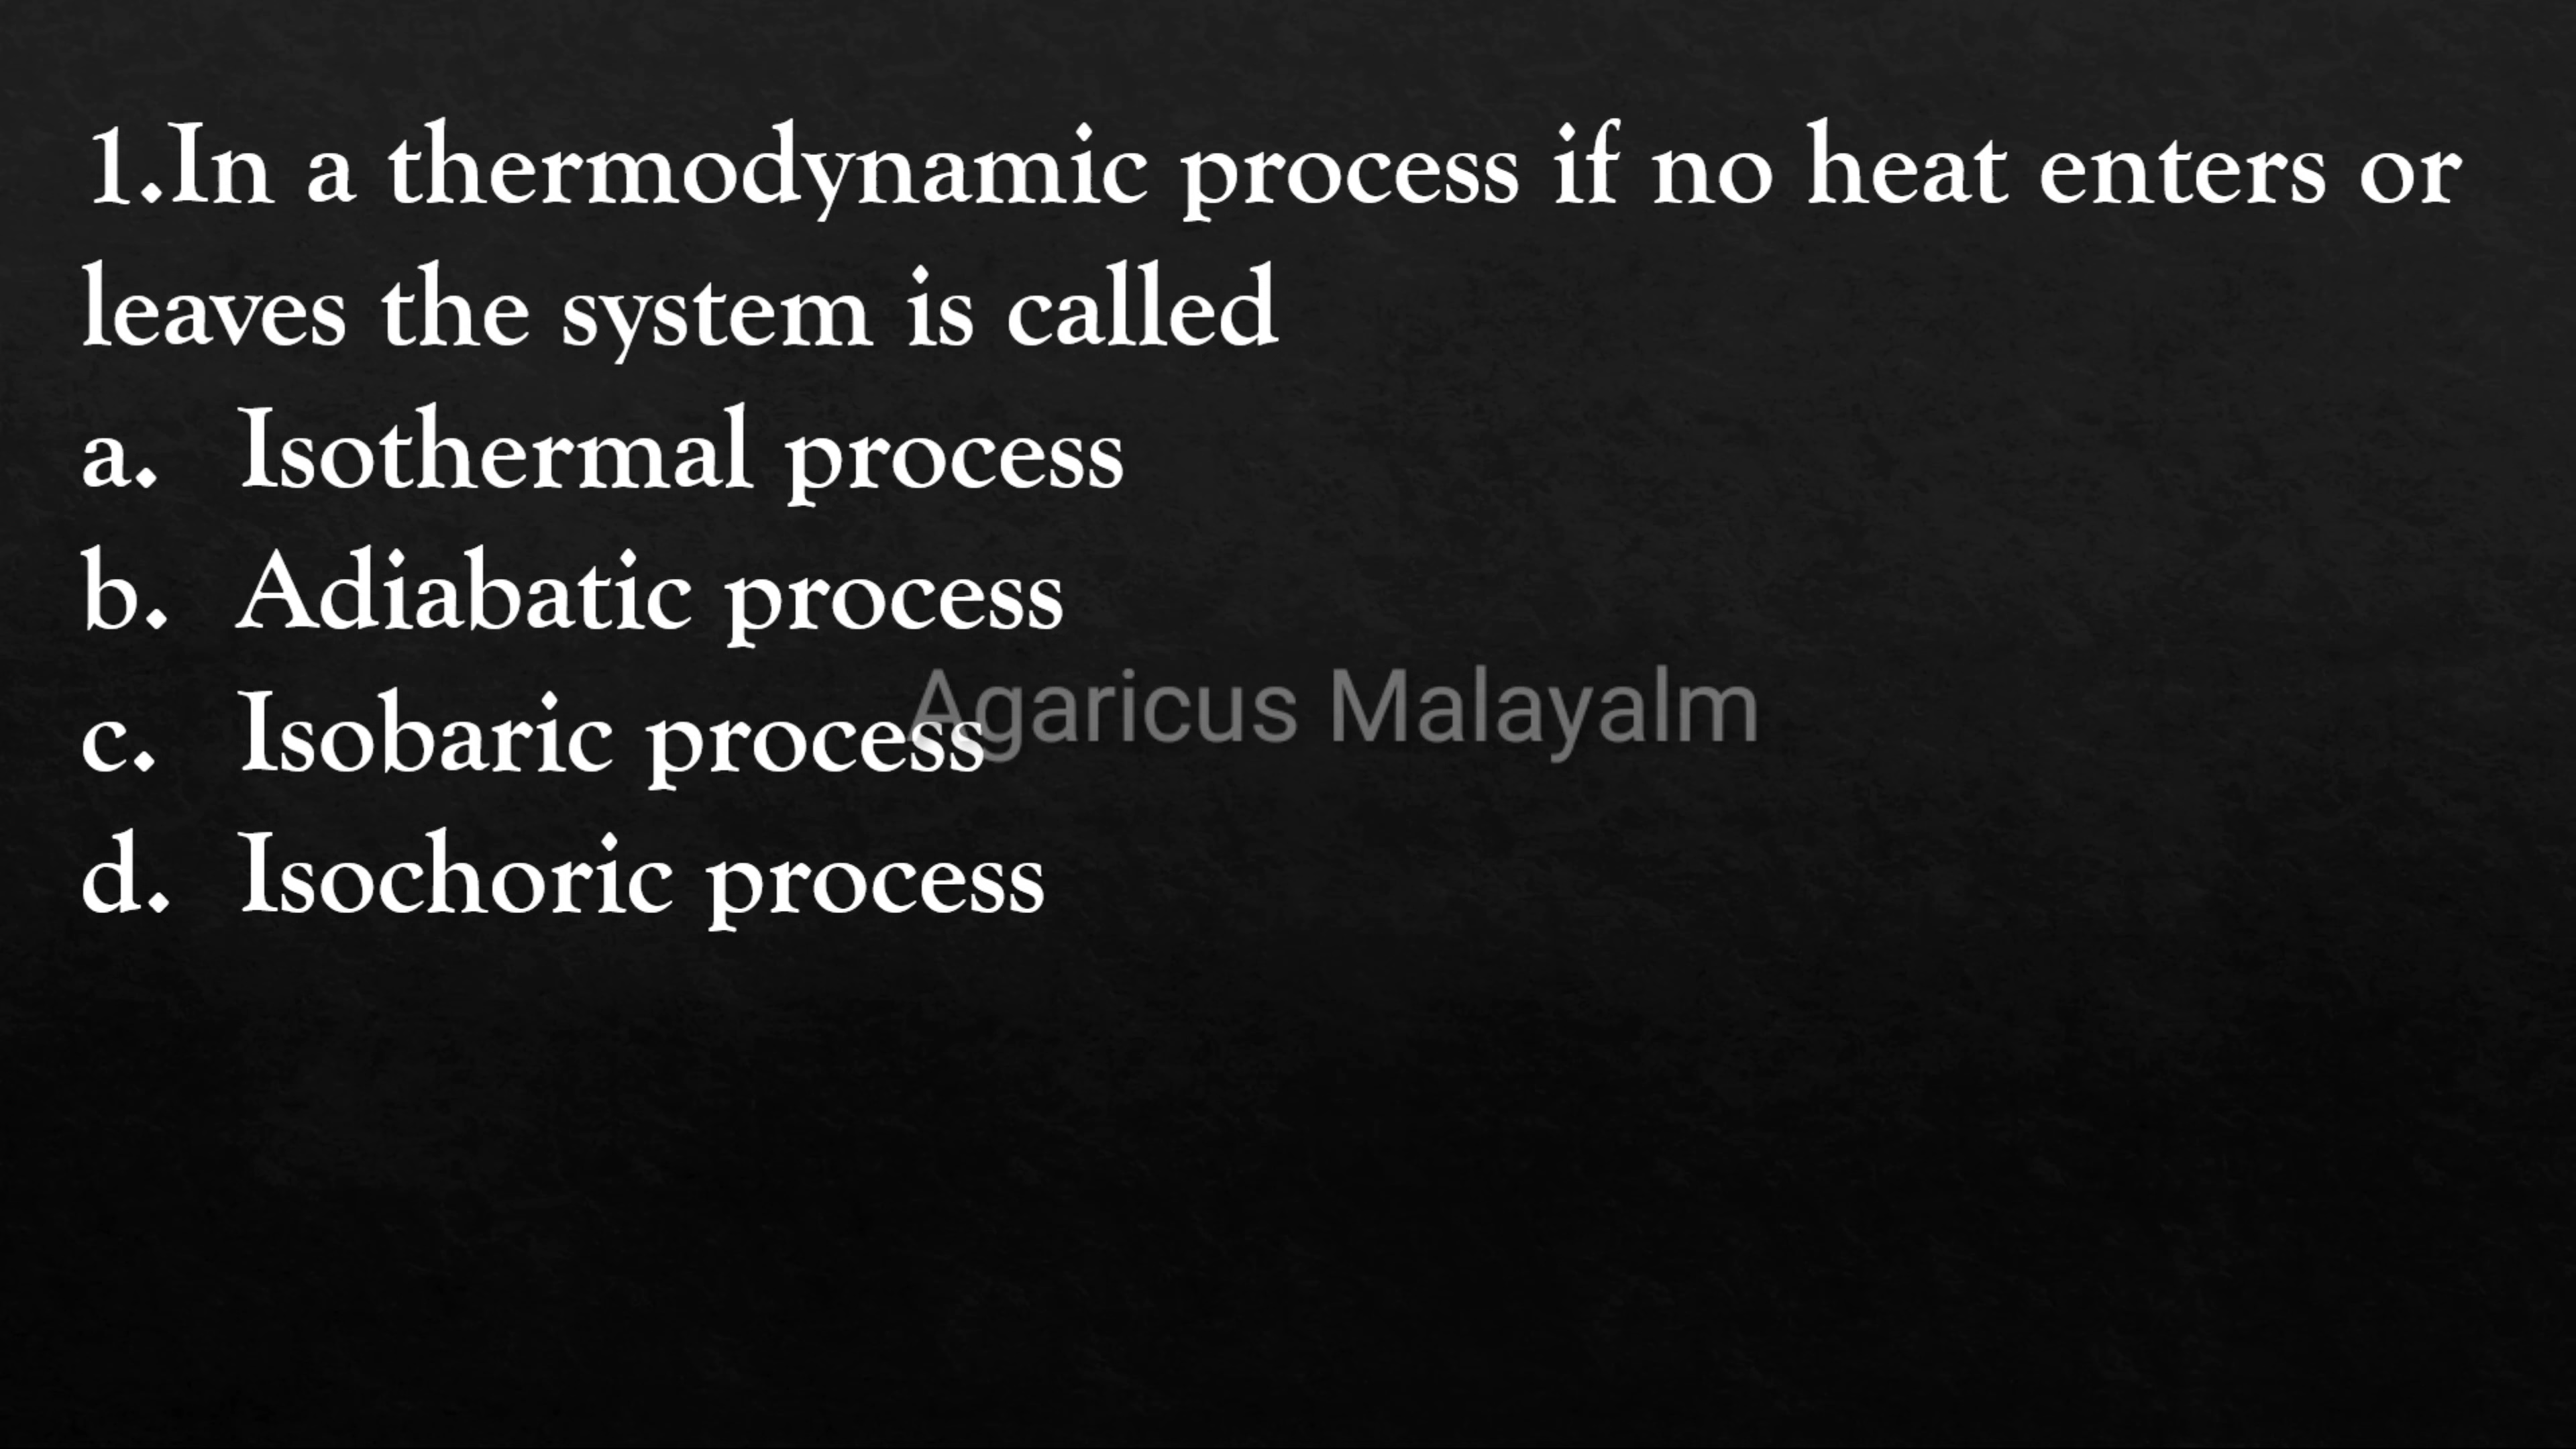 1.In a thermodynamic process if no heat enters or
leaves the system is called
a. Isothermal process
b. Adiabatic process
c. Isobaric process
Agaricus Malayalm
d. Isochoric process